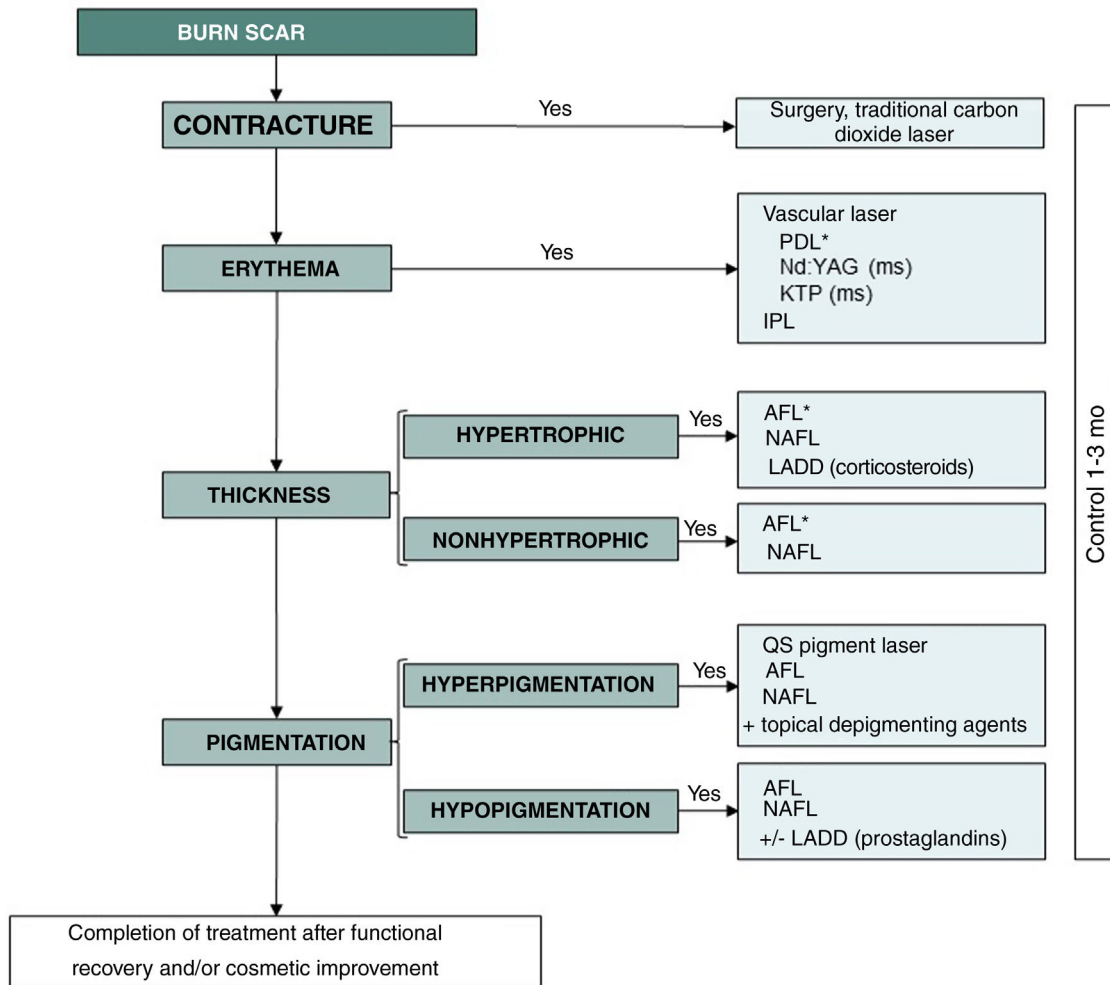 BURN SCAR
CONTRACTURE
Yes
Surgery, traditional carbon
dioxide laser
ERYTHEMA
Yes
Vascular laser
PDL*
Nd:YAG (ms)
KTP (ms)
IPL
THICKNESS
HYPERTROPHIC
Yes
AFL*
NAFL
LADD (corticosteroids)
NONHYPERTROPHIC
Yes
AFL*
NAFL
PIGMENTATION
HYPERPIGMENTATION
Yes
QS pigment laser
AFL
NAFL
+ topical depigmenting agents
HYPOPIGMENTATION
Yes
AFL
NAFL
+/- LADD (prostaglandins)
Control 1-3 mo
Completion of treatment after functional
recovery and/or cosmetic improvement